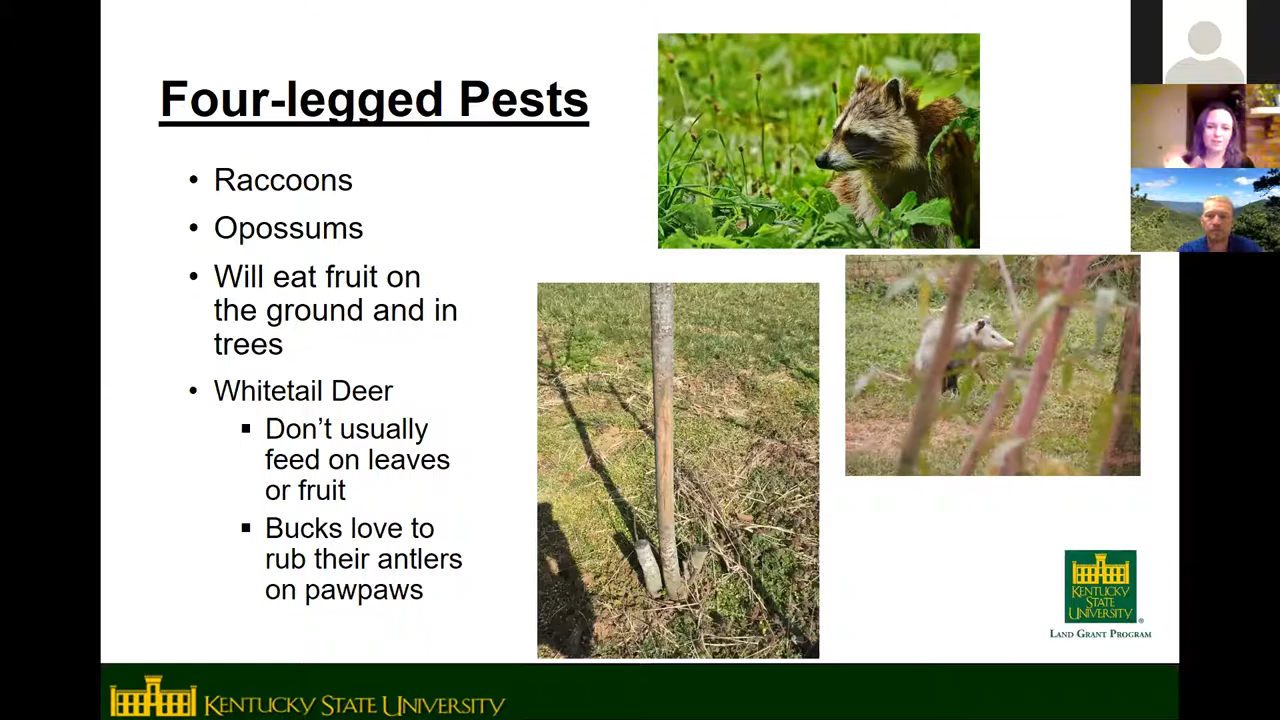 Four-legged Pests
• Raccoons
• Opossums
• Will eat fruit on
the ground and in
trees
• Whitetail Deer
▪ Don’t usually
feed on leaves
or fruit
▪ Bucks love to
rub their antlers
on pawpaws
KENTUCKY
STATE
UNIVERSITY
®
LAND GRANT PROGRAM
KENTUCKY STATE UNIVERSITY